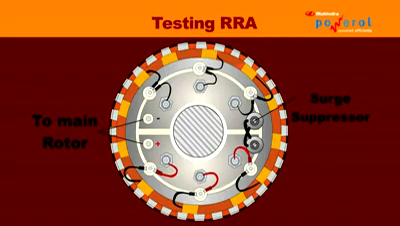 Testing RRA
Mahindra
powerol
To main
Rotor
-
+
Surge
Suppressor